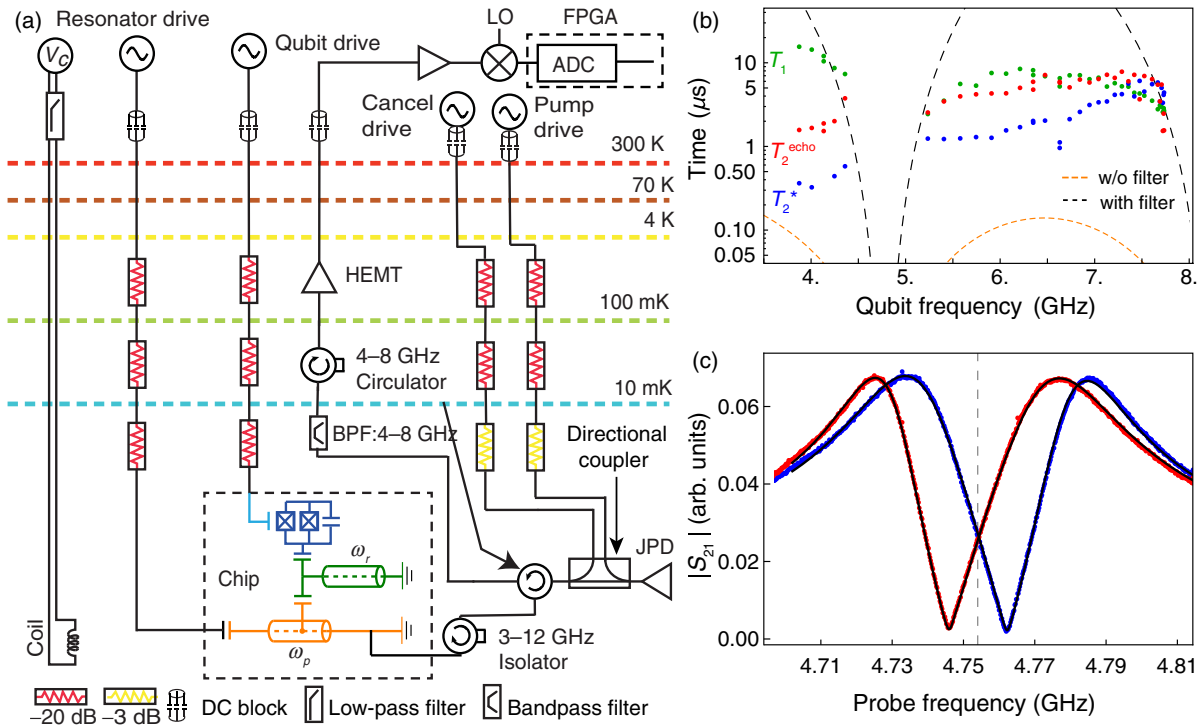 (a)
Resonator drive
Qubit drive
V_C
LO
FPGA
ADC
Cancel
drive
Pump
drive
300 K
70 K
4 K
HEMT
100 mK
4–8 GHz
Circulator
10 mK
BPF:4–8 GHz
Directional
coupler
JPD
Chip
ω_r
ω_p
3–12 GHz
Isolator
Coil
–20 dB
–3 dB
DC block
Low-pass filter
Bandpass filter
(b)
Time (μs)
10
5
1
0.50
0.10
0.05
T_1
T_2^echo
T_2*
w/o filter
with filter
4.
5.
6.
7.
8.
Qubit frequency (GHz)
(c)
|S_21| (arb. units)
0.06
0.04
0.02
0.00
4.71
4.73
4.75
4.77
4.79
4.81
Probe frequency (GHz)